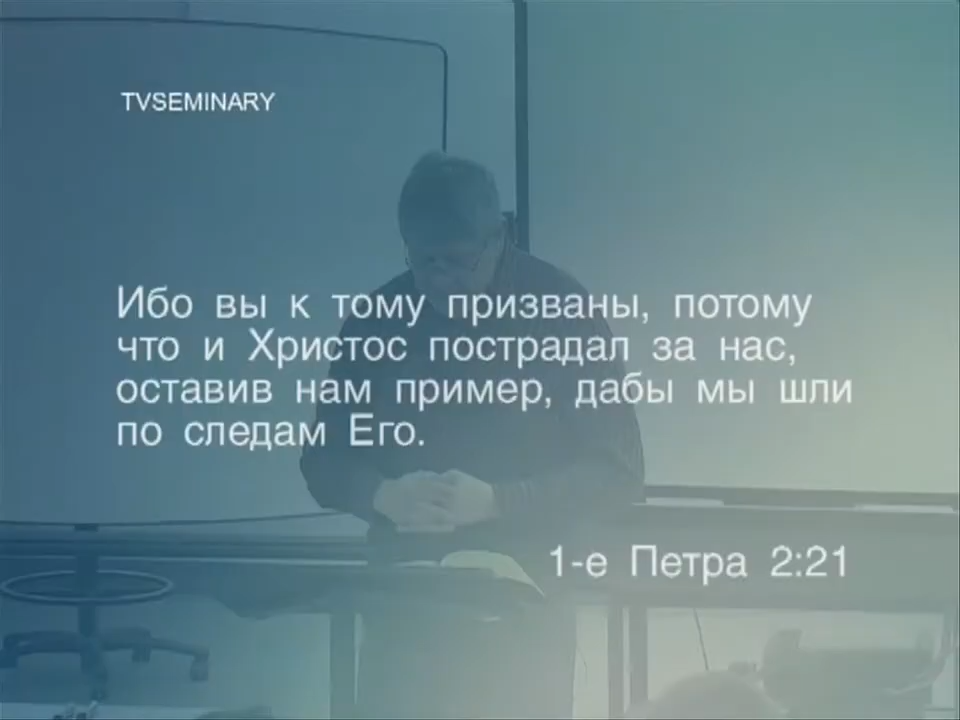 TVSEMINARY
Ибо вы к тому призваны, потому
что и Христос пострадал за нас,
оставив нам пример, дабы мы шли
по следам Его.
1-е Петра 2:21